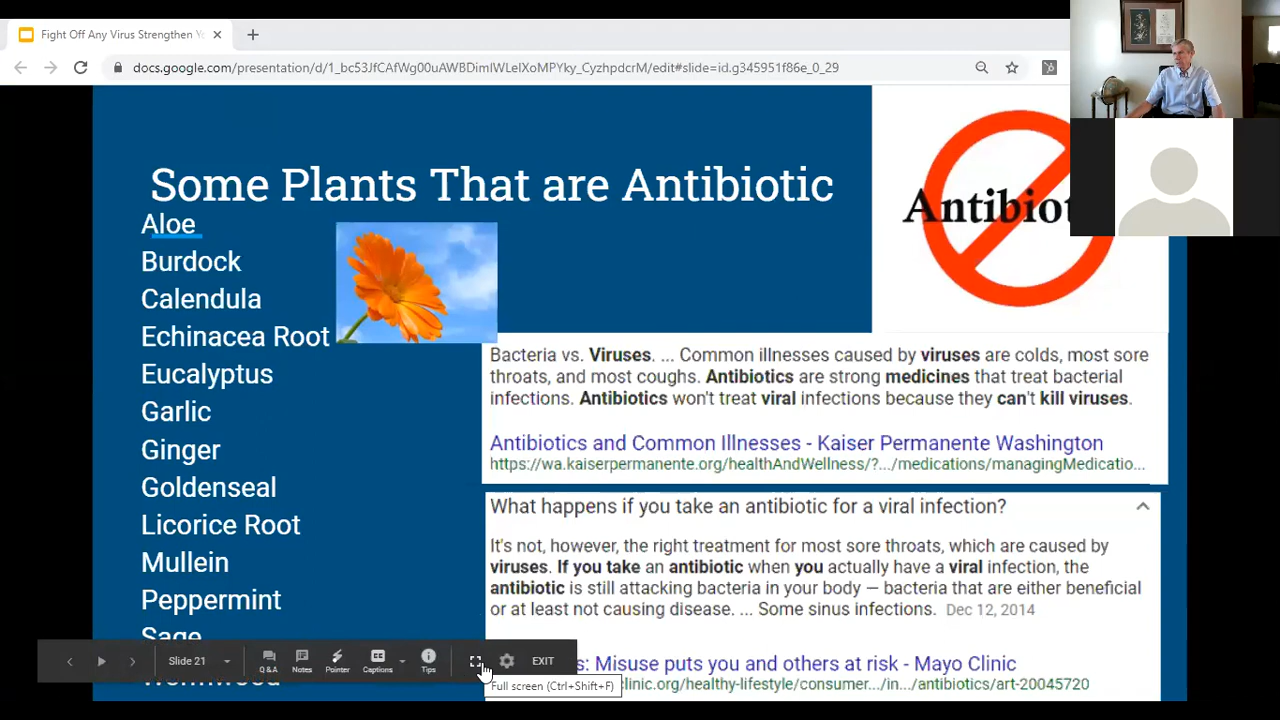 Fight Off Any Virus Strengthen Y
docs.google.com/presentation/d/1_bc53JfCAfWg00uAWBDtnlWLeIXoMPYky_CyzhpdcrM/edit#slide=id.g345951f86e_0_29
Some Plants That are Antibiotic
Aloe
Burdock
Calendula
Echinacea Root
Eucalyptus
Garlic
Ginger
Goldenseal
Licorice Root
Mullein
Peppermint
Sage
Wormwood
Antibiot
Bacteria vs. Viruses. ... Common illnesses caused by viruses are colds, most sore
throats, and most coughs. Antibiotics are strong medicines that treat bacterial
infections. Antibiotics won't treat viral infections because they can't kill viruses.
Antibiotics and Common Illnesses - Kaiser Permanente Washington
https://wa.kaiserpermanente.org/healthAndWellness/?.../medications/managingMedicatio...
What happens if you take an antibiotic for a viral infection?
It's not, however, the right treatment for most sore throats, which are caused by
viruses. If you take an antibiotic when you actually have a viral infection, the
antibiotic is still attacking bacteria in your body — bacteria that are either beneficial
or at least not causing disease. ... Some sinus infections. Dec 12, 2014
s: Misuse puts you and others at risk - Mayo Clinic
clinic.org/healthy-lifestyle/consumer.../in.../antibiotics/art-20045720
Slide 21
Q&A
Notes
Pointer
Captions
Tips
EXIT
Full screen (Ctrl+Shift+F)